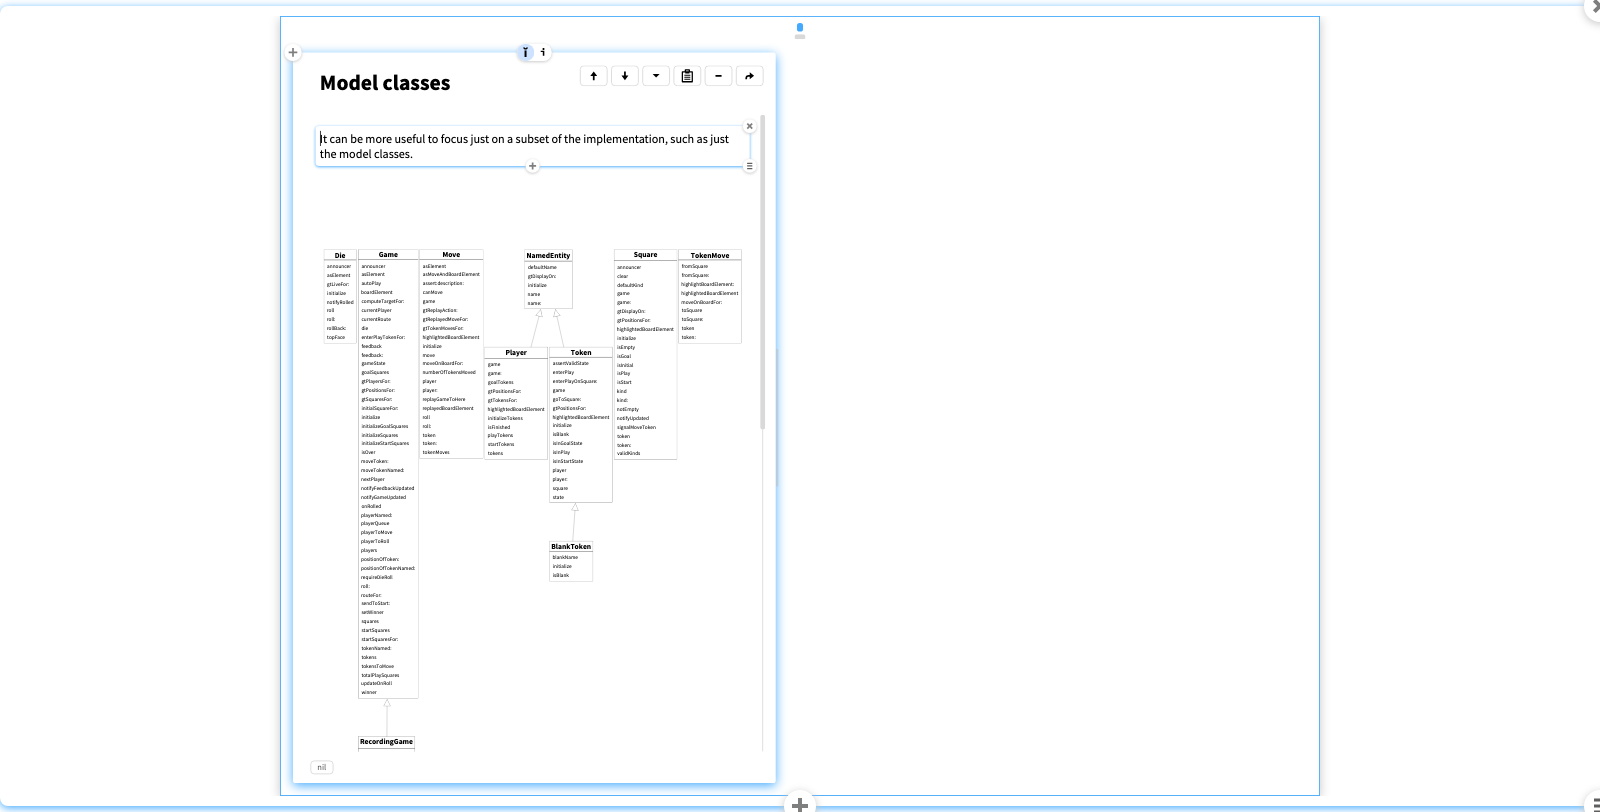 Model classes
It can be more useful to focus just on a subset of the implementation, such as just
the model classes.
Die
announcer
asElement
gtLiveFor:
initialize
notifyRolled
roll
roll:
rollBack:
topFace
Game
announcer
asElement
autoPlay
boardElement
computeTargetFor:
currentPlayer
currentRoute
die
enterPlayTokenFor:
feedback
feedback:
gameState
goalSquares
gtPlayersFor:
gtPositionsFor:
gtSquaresFor:
initialSquareFor:
initialize
initializeGoalSquares
initializeSquares
initializeStartSquares
isOver
moveToken:
moveTokenNamed:
nextPlayer
notifyFeedbackUpdated
notifyGameUpdated
onRolled
playerNamed:
playerQueue
playerToMove
playerToRoll
players
positionOfToken:
positionOfTokenNamed:
requireDieRoll
roll:
routeFor:
sendToStart:
setWinner
squares
startSquares
startSquaresFor:
tokenNamed:
tokens
tokensToMove
totalPlaySquares
updateOnRoll
winner
Move
asElement
asMoveAndBoardElement
assert:description:
canMove
game
gtReplayAction:
gtReplayedMoveFor:
gtTokenMovesFor:
highlightedBoardElement
initialize
move
moveOnBoardFor:
numberOfTokensMoved
player
player:
replayGameToHere
replayedBoardElement
roll
roll:
token
token:
tokenMoves
NamedEntity
defaultName
gtDisplayOn:
initialize
name
name:
Player
game
game:
goalTokens
gtPositionsFor:
gtTokensFor:
highlightedBoardElement
initializeTokens
isFinished
playTokens
startTokens
tokens
Token
assertValidState
enterPlay
enterPlayOnSquare:
game
goToSquare:
gtPositionsFor:
highlightedBoardElement
initialize
isBlank
isInGoalState
isInPlay
isInStartState
player
player:
square
state
Square
announcer
clear
defaultKind
game
game:
gtDisplayOn:
gtPositionsFor:
highlightedBoardElement
initialize
isEmpty
isGoal
isInitial
isPlay
isStart
kind
kind:
notEmpty
notifyUpdated
signalMoveToken
token
token:
validKinds
TokenMove
fromSquare
fromSquare:
highlightBoardElement:
highlightedBoardElement
moveOnBoardFor:
toSquare
toSquare:
token
token:
BlankToken
blankName
initialize
isBlank
RecordingGame
nil